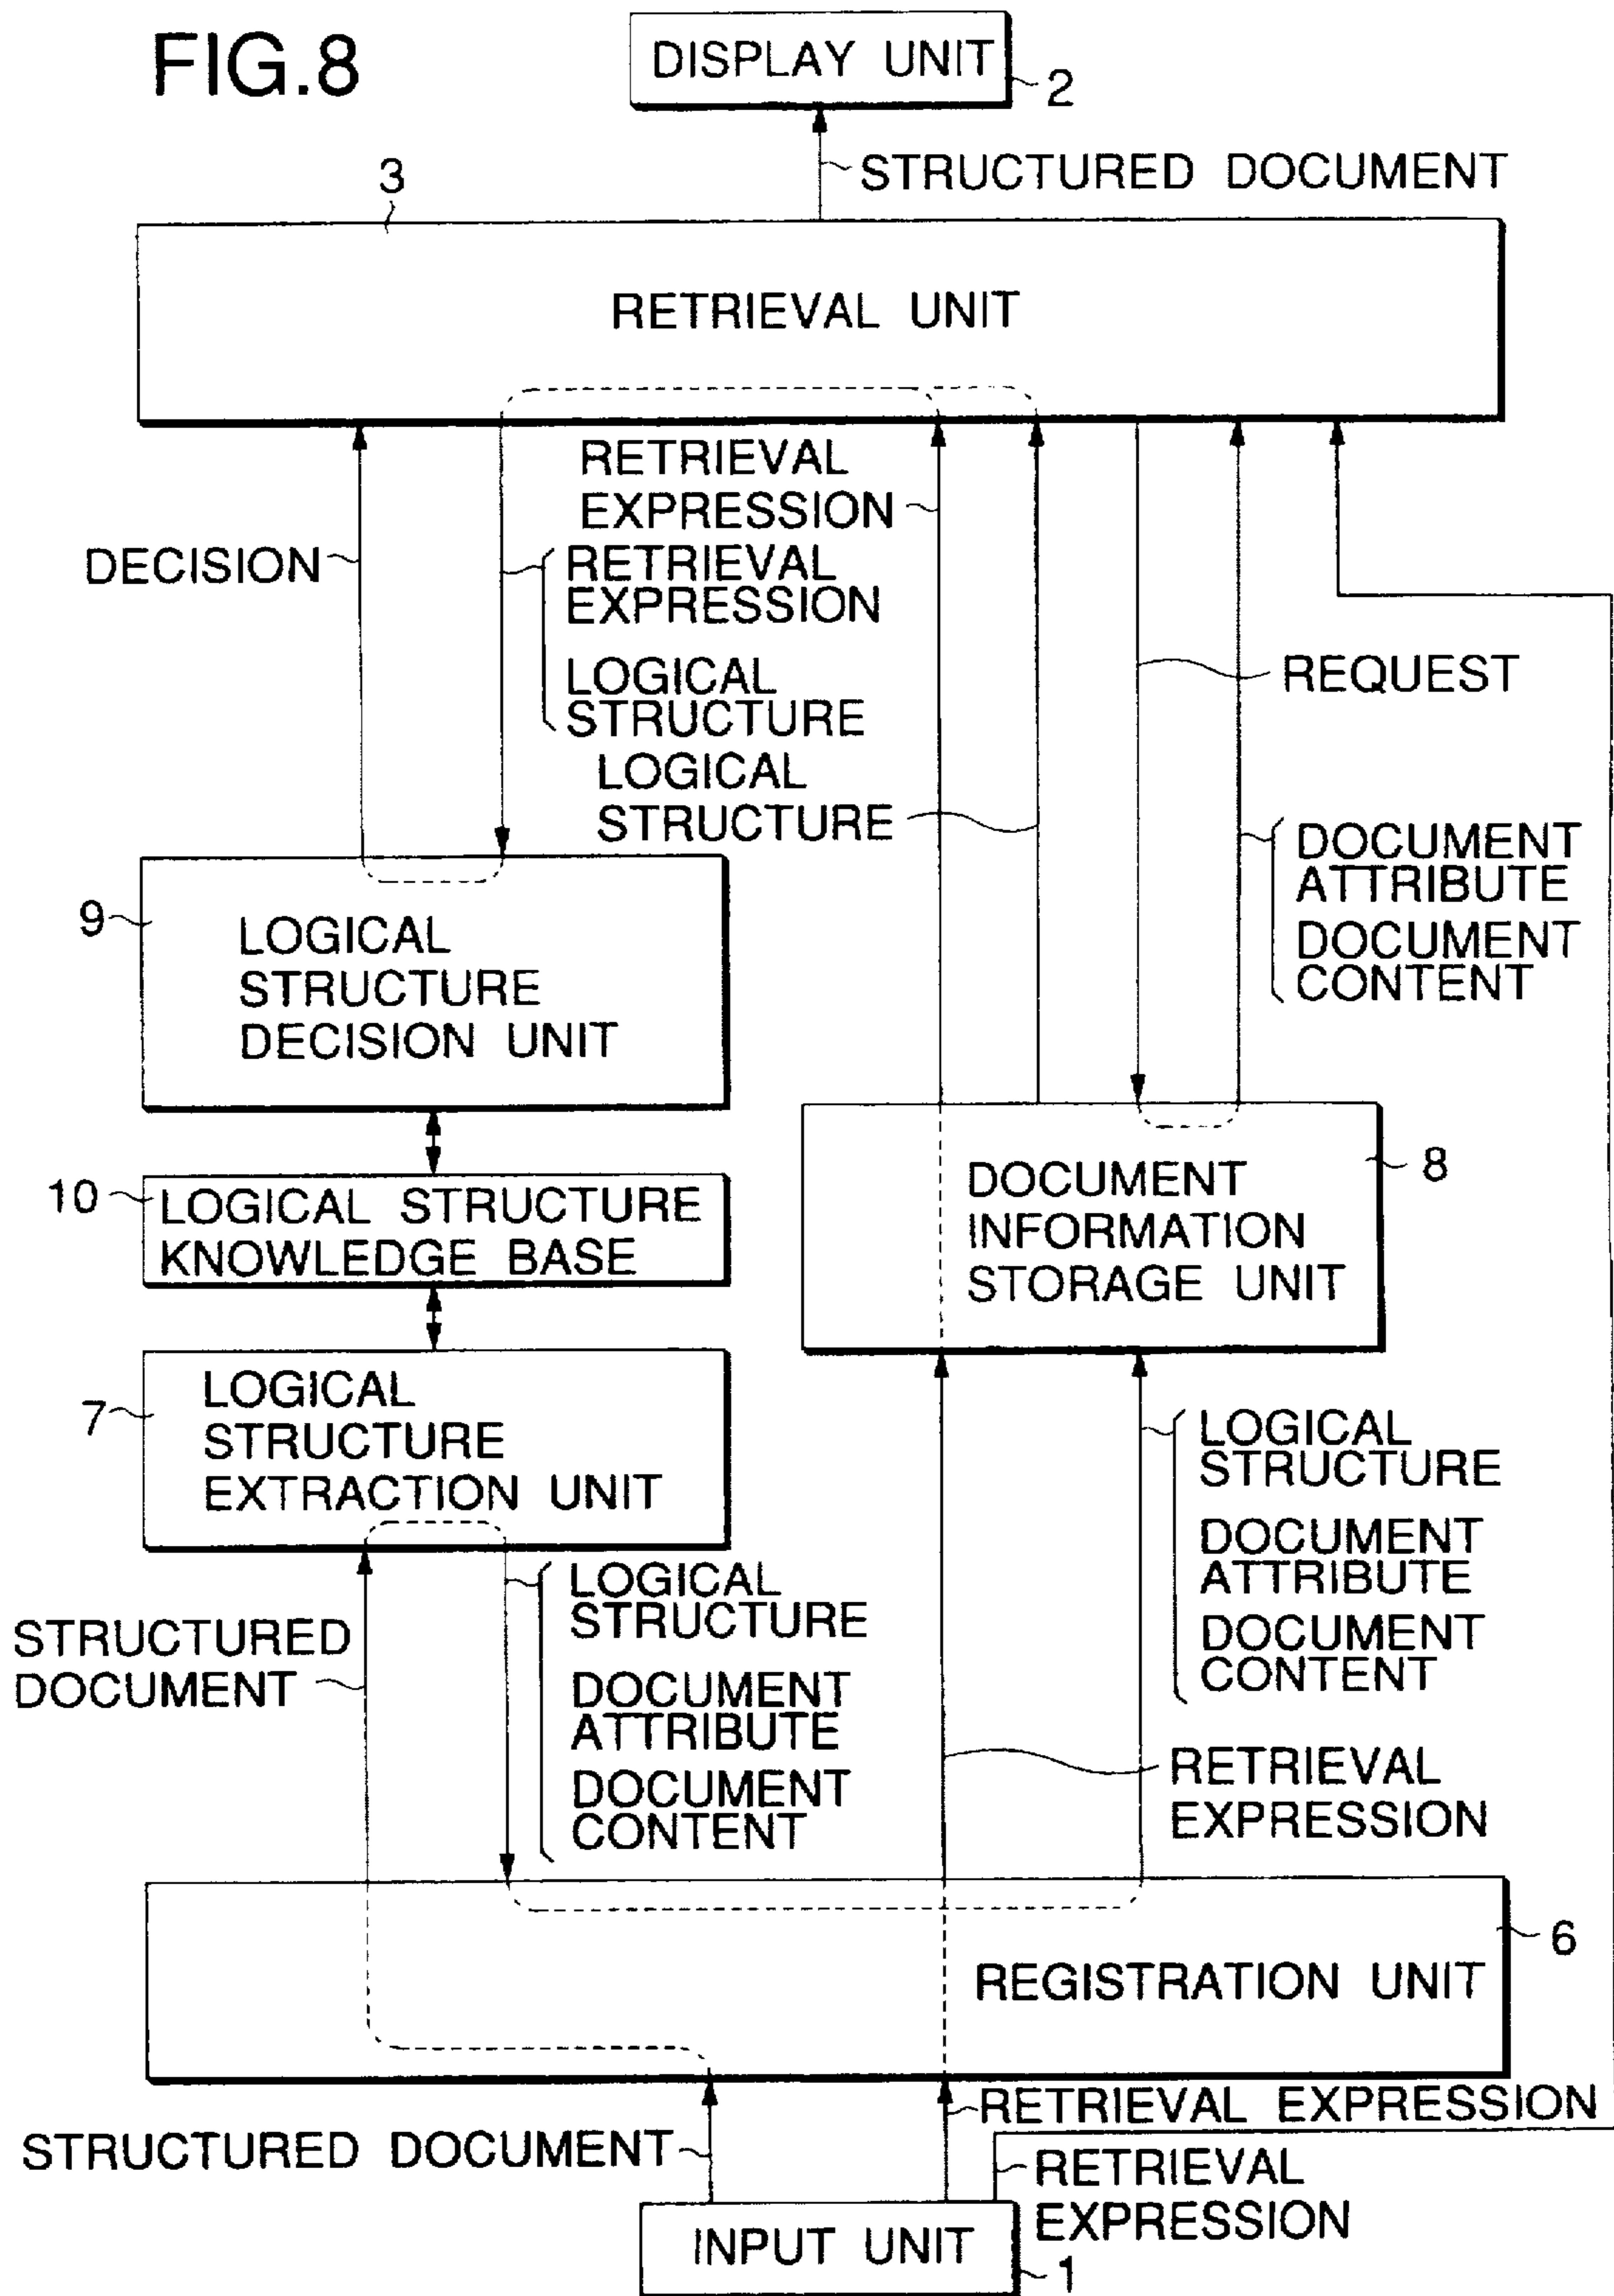 FIG.8
DISPLAY UNIT
2
STRUCTURED DOCUMENT
3
RETRIEVAL UNIT
RETRIEVAL
EXPRESSION
DECISION
RETRIEVAL
EXPRESSION
LOGICAL
STRUCTURE
REQUEST
LOGICAL
STRUCTURE
DOCUMENT
ATTRIBUTE
DOCUMENT
CONTENT
9
LOGICAL
STRUCTURE
DECISION UNIT
8
DOCUMENT
INFORMATION
STORAGE UNIT
10
LOGICAL STRUCTURE
KNOWLEDGE BASE
7
LOGICAL
STRUCTURE
EXTRACTION UNIT
LOGICAL
STRUCTURE
DOCUMENT
ATTRIBUTE
DOCUMENT
CONTENT
STRUCTURED
DOCUMENT
LOGICAL
STRUCTURE
DOCUMENT
ATTRIBUTE
DOCUMENT
CONTENT
RETRIEVAL
EXPRESSION
6
REGISTRATION UNIT
RETRIEVAL EXPRESSION
STRUCTURED DOCUMENT
RETRIEVAL
EXPRESSION
INPUT UNIT
1